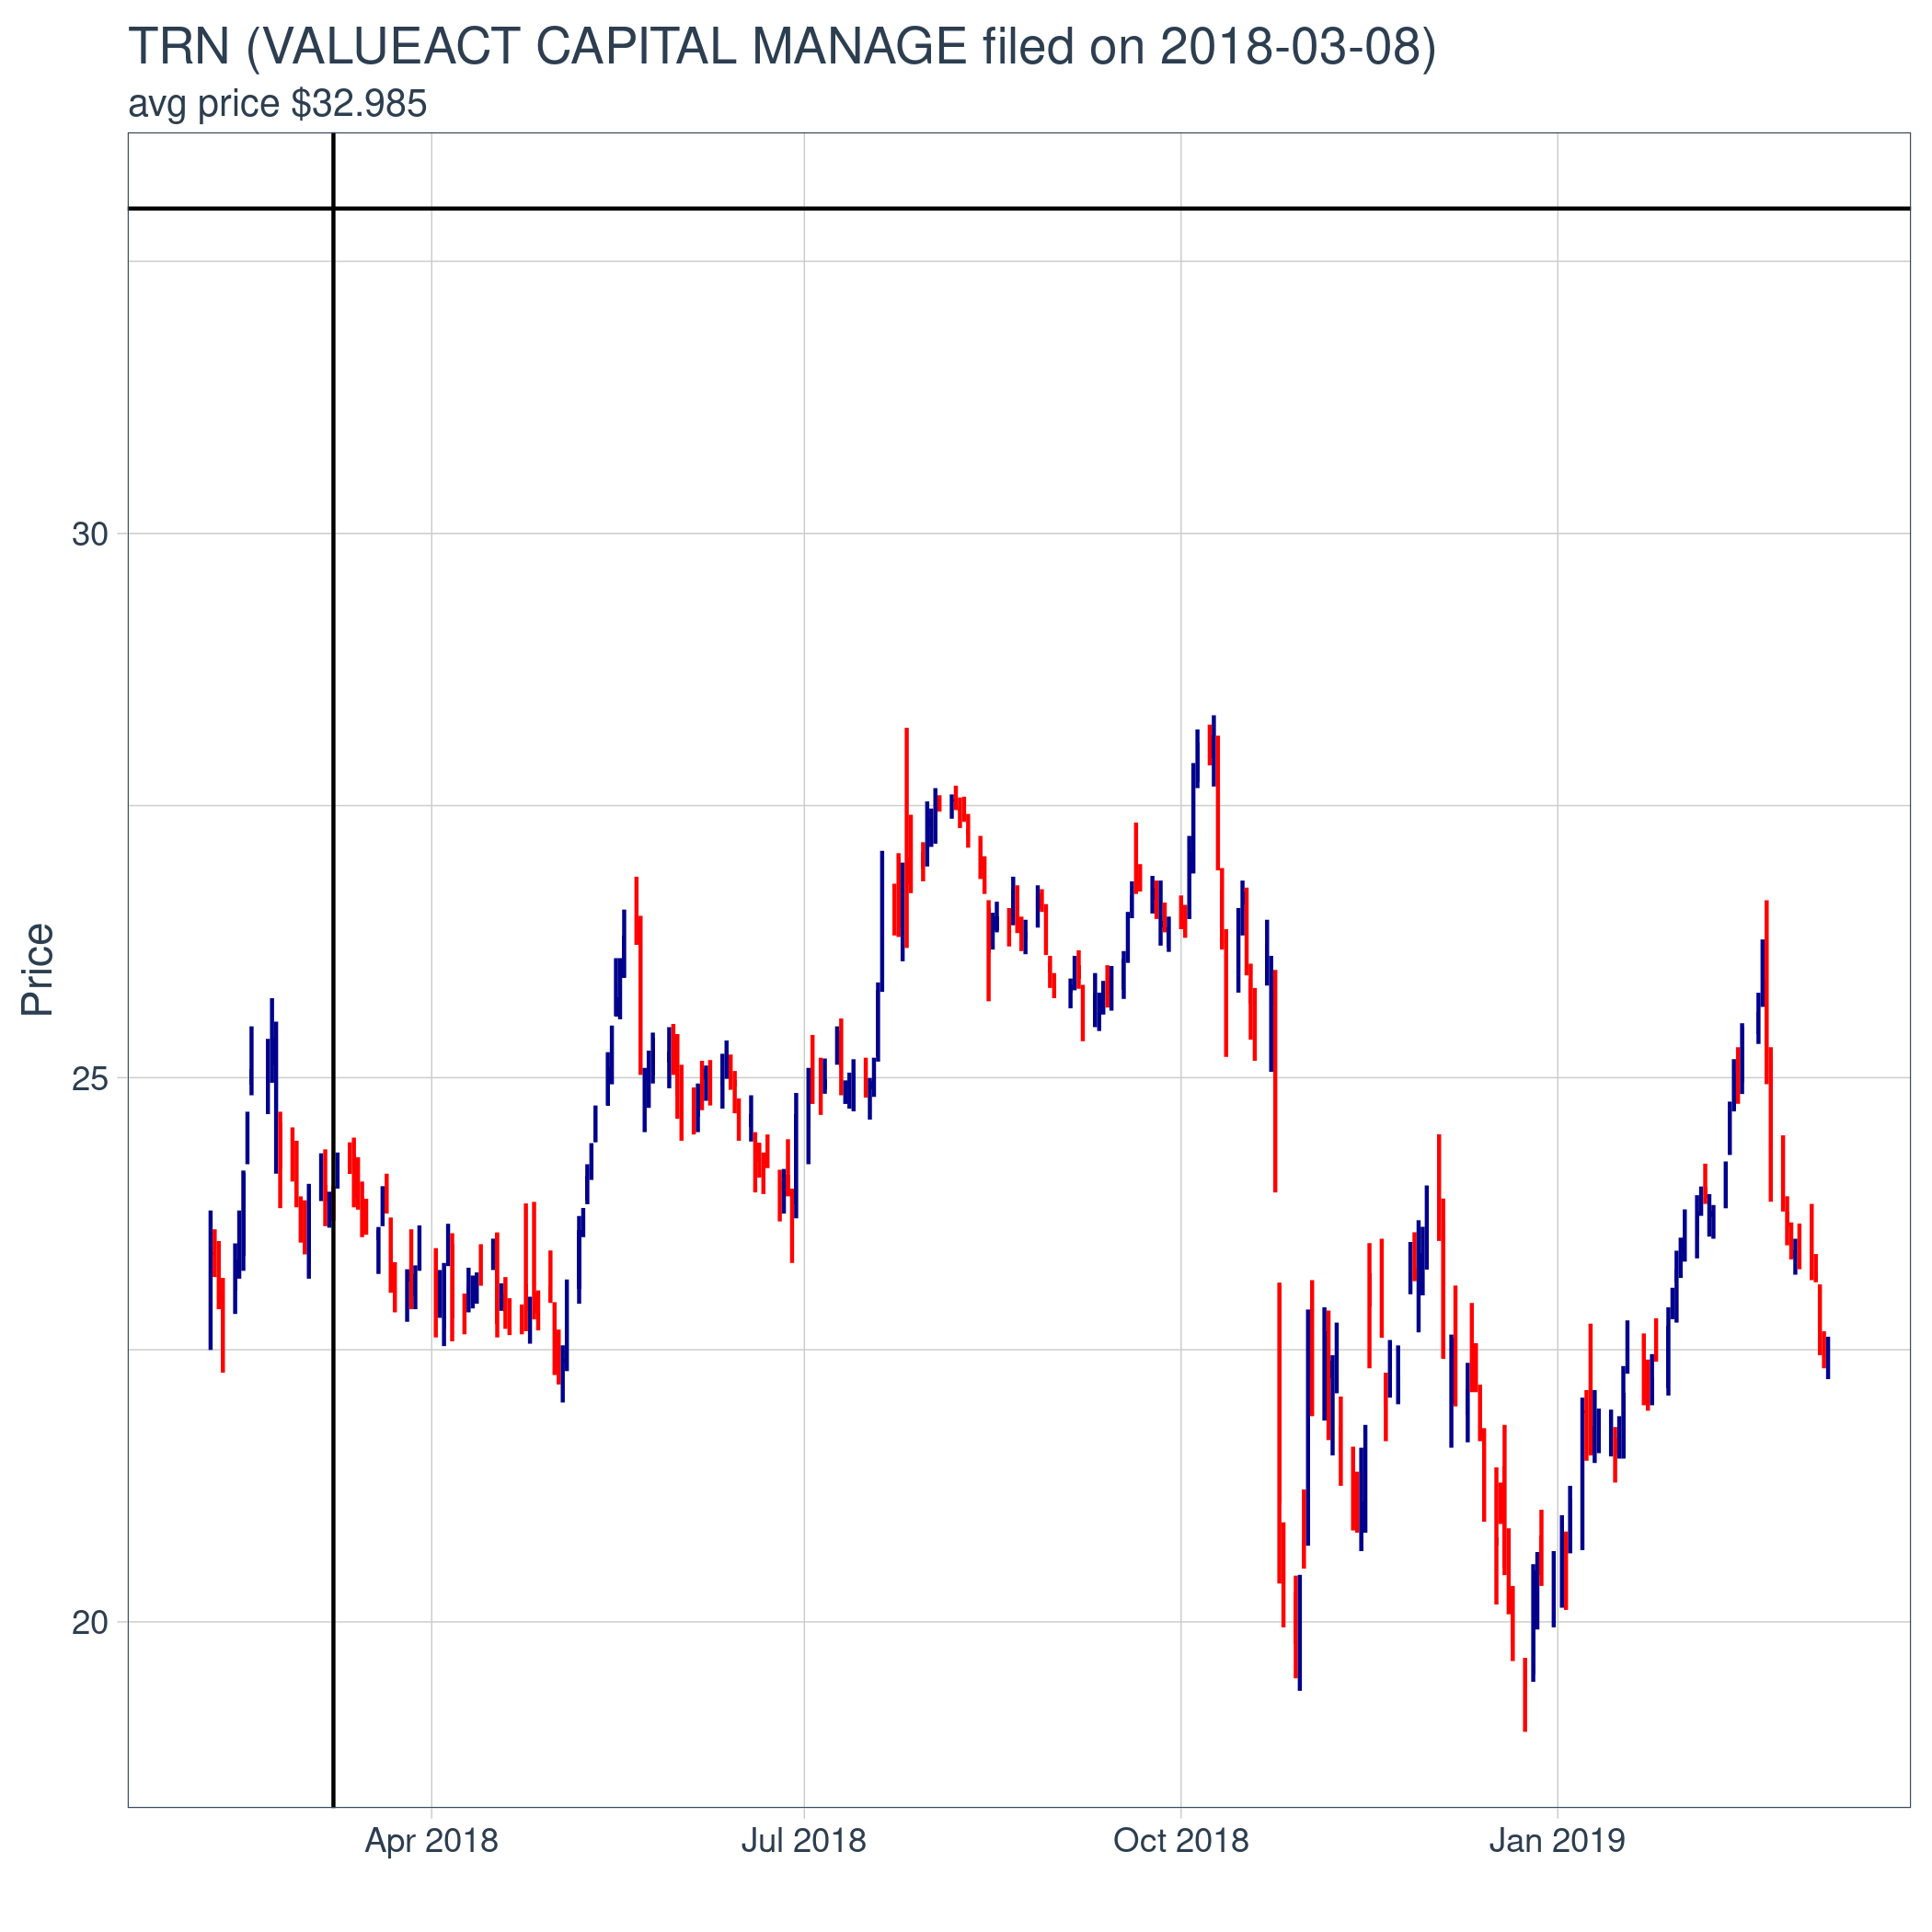 TRN (VALUEACT CAPITAL MANAGE filed on 2018-03-08)
avg price $32.985
30
25
20
Price
Apr 2018 Jul 2018 Oct 2018 Jan 2019